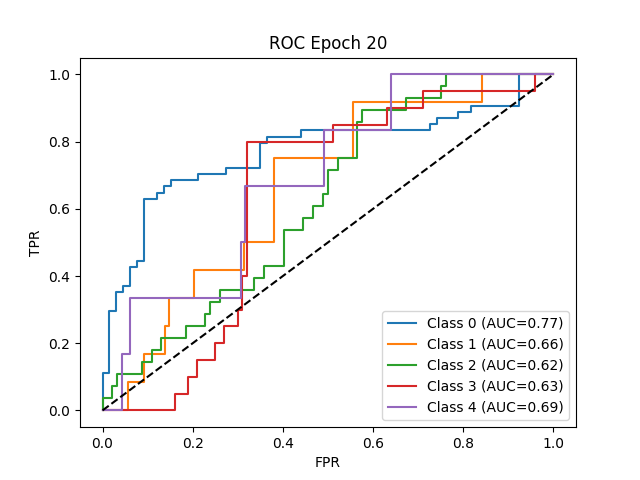 ROC Epoch 20
TPR
1.0
0.8
0.6
0.4
0.2
0.0
Class 0 (AUC=0.77)
Class 1 (AUC=0.66)
Class 2 (AUC=0.62)
Class 3 (AUC=0.63)
Class 4 (AUC=0.69)
0.0 0.2 0.4 0.6 0.8 1.0
FPR